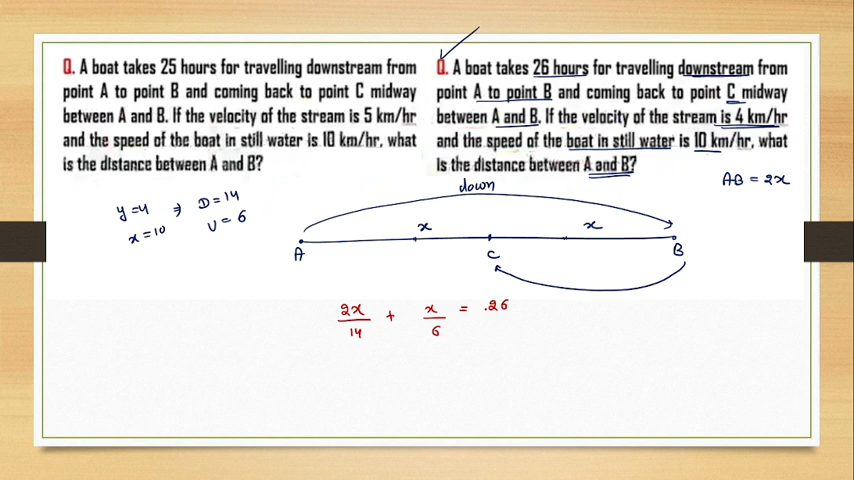 Q. A boat takes 25 hours for travelling downstream from
point A to point B and coming back to point C midway
between A and B. If the velocity of the stream is 5 km/hr
and the speed of the boat in still water is 10 km/hr, what
is the distance between A and B?
Q. A boat takes 26 hours for travelling downstream from
point A to point B and coming back to point C midway
between A and B. If the velocity of the stream is 4 km/hr
and the speed of the boat in still water is 10 km/hr, what
is the distance between A and B?
AB = 2x
y=4 ⇒ D=14
x=10 U=6
down
x x
A C B
2x/14 + x/6 = .26